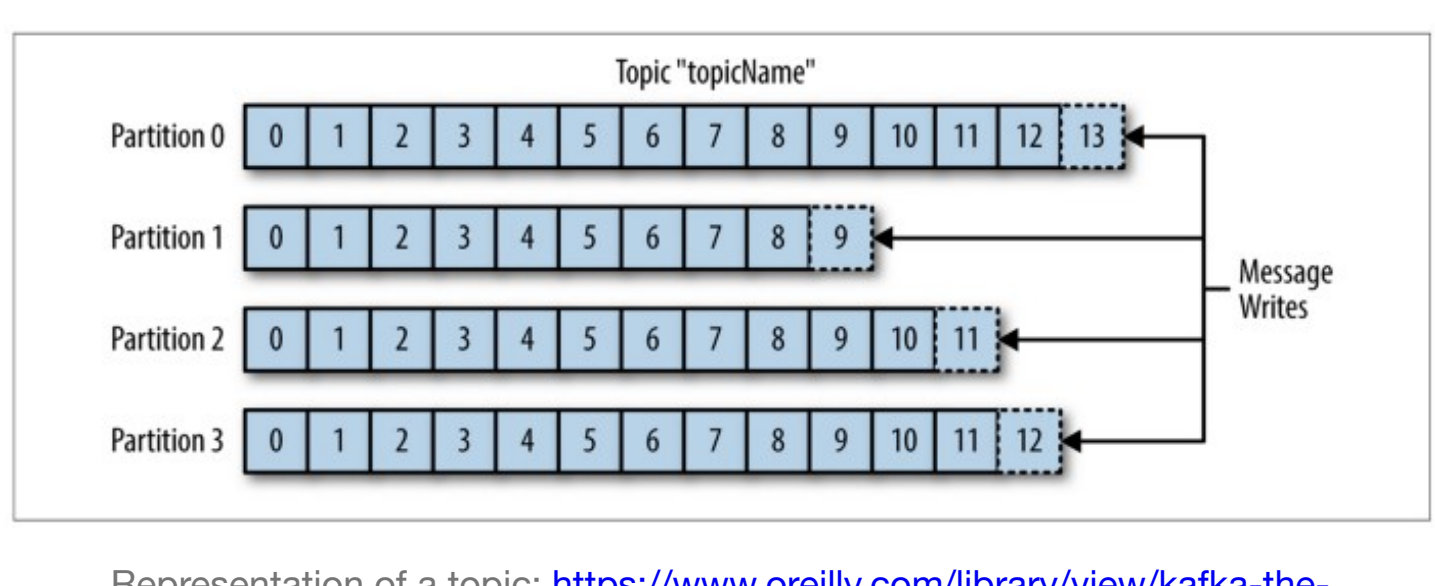 Topic "topicName"
Partition 0 0 1 2 3 4 5 6 7 8 9 10 11 12 13
Partition 1 0 1 2 3 4 5 6 7 8 9
Partition 2 0 1 2 3 4 5 6 7 8 9 10 11
Partition 3 0 1 2 3 4 5 6 7 8 9 10 11 12
Message
Writes
Representation of a topic: https://www.oreilly.com/library/view/kafka-the-